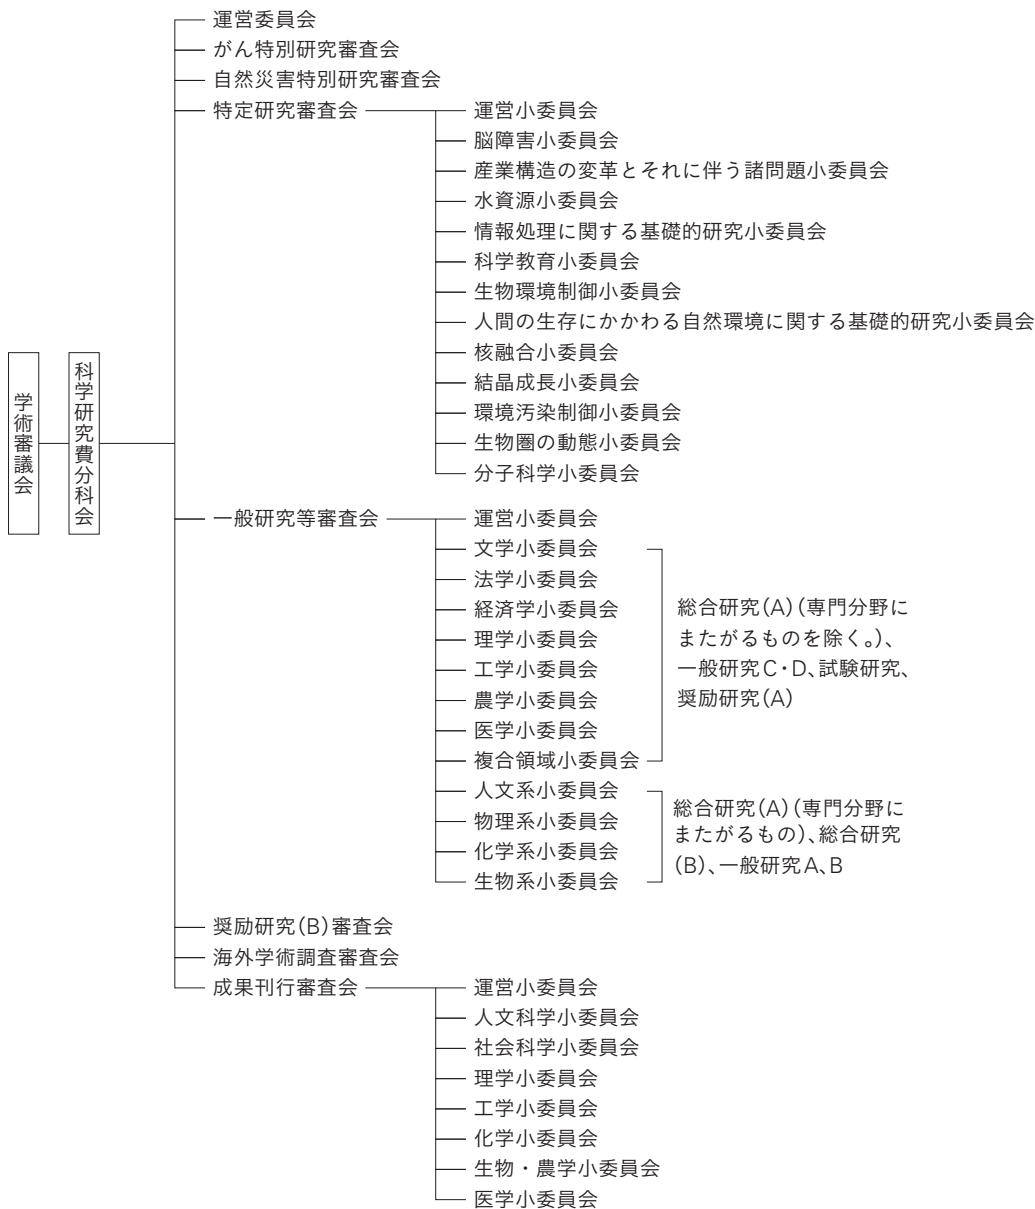 学術審議会
科学研究費分科会
運営委員会
がん特別研究審査会
自然災害特別研究審査会
特定研究審査会
運営小委員会
脳障害小委員会
産業構造の変革とそれに伴う諸問題小委員会
水資源小委員会
情報処理に関する基礎的研究小委員会
科学教育小委員会
生物環境制御小委員会
人間の生存にかかわる自然環境に関する基礎的研究小委員会
核融合小委員会
結晶成長小委員会
環境汚染制御小委員会
生物圏の動態小委員会
分子科学小委員会
一般研究等審査会
運営小委員会
文学小委員会
法学小委員会
経済学小委員会
理学小委員会
工学小委員会
農学小委員会
医学小委員会
複合領域小委員会
総合研究(A)(専門分野に
またがるものを除く。)、
一般研究C・D、試験研究、
奨励研究(A)
人文系小委員会
物理系小委員会
化学系小委員会
生物系小委員会
総合研究(A)(専門分野に
またがるもの)、総合研究
(B)、一般研究A、B
奨励研究(B)審査会
海外学術調査審査会
成果刊行審査会
運営小委員会
人文科学小委員会
社会科学小委員会
理学小委員会
工学小委員会
化学小委員会
生物・農学小委員会
医学小委員会